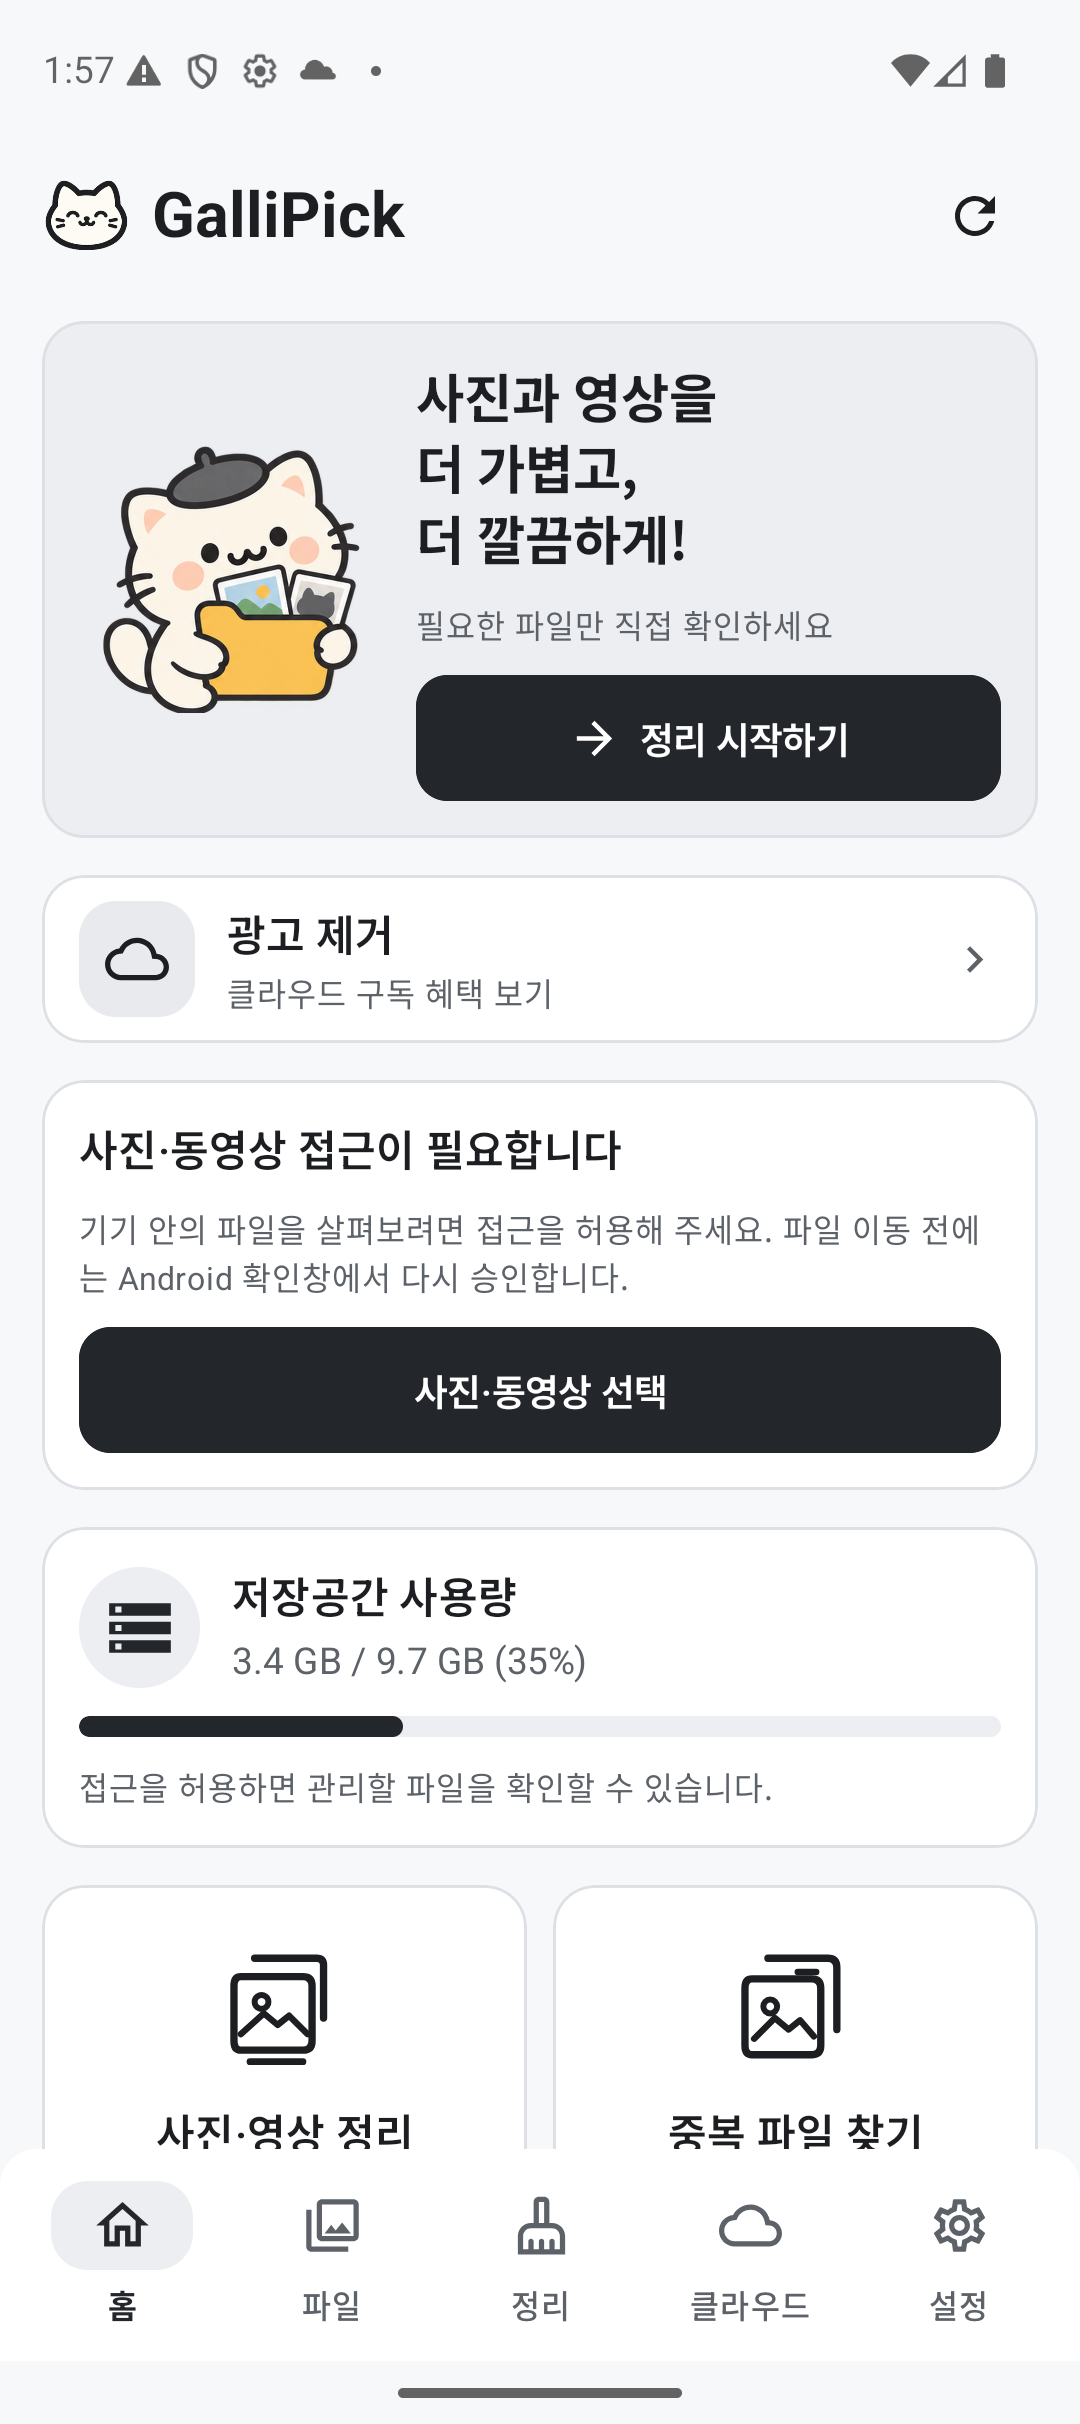 1:57
GalliPick
사진과 영상을
더 가볍고,
더 깔끔하게!
필요한 파일만 직접 확인하세요
정리 시작하기
광고 제거
클라우드 구독 혜택 보기
사진·동영상 접근이 필요합니다
기기 안의 파일을 살펴보려면 접근을 허용해 주세요. 파일 이동 전에
는 Android 확인창에서 다시 승인합니다.
사진·동영상 선택
저장공간 사용량
3.4 GB / 9.7 GB (35%)
접근을 허용하면 관리할 파일을 확인할 수 있습니다.
사진·영상 정리
중복 파일 찾기
홈
파일
정리
클라우드
설정